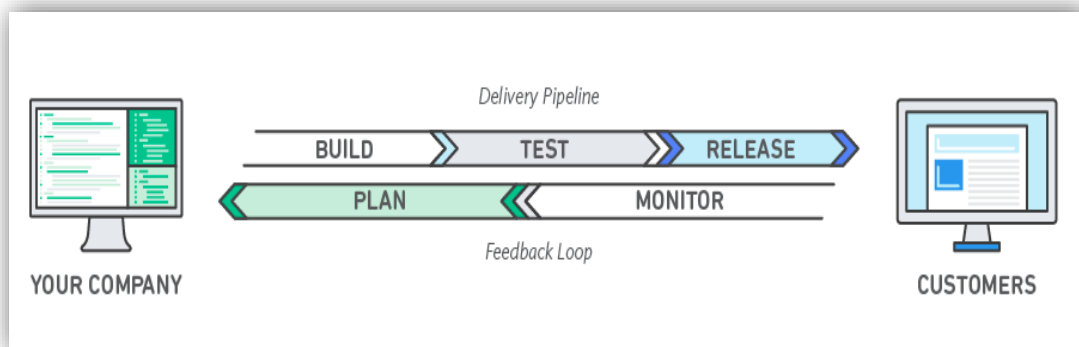 Delivery Pipeline
BUILD TEST RELEASE
PLAN MONITOR
Feedback Loop
YOUR COMPANY
CUSTOMERS